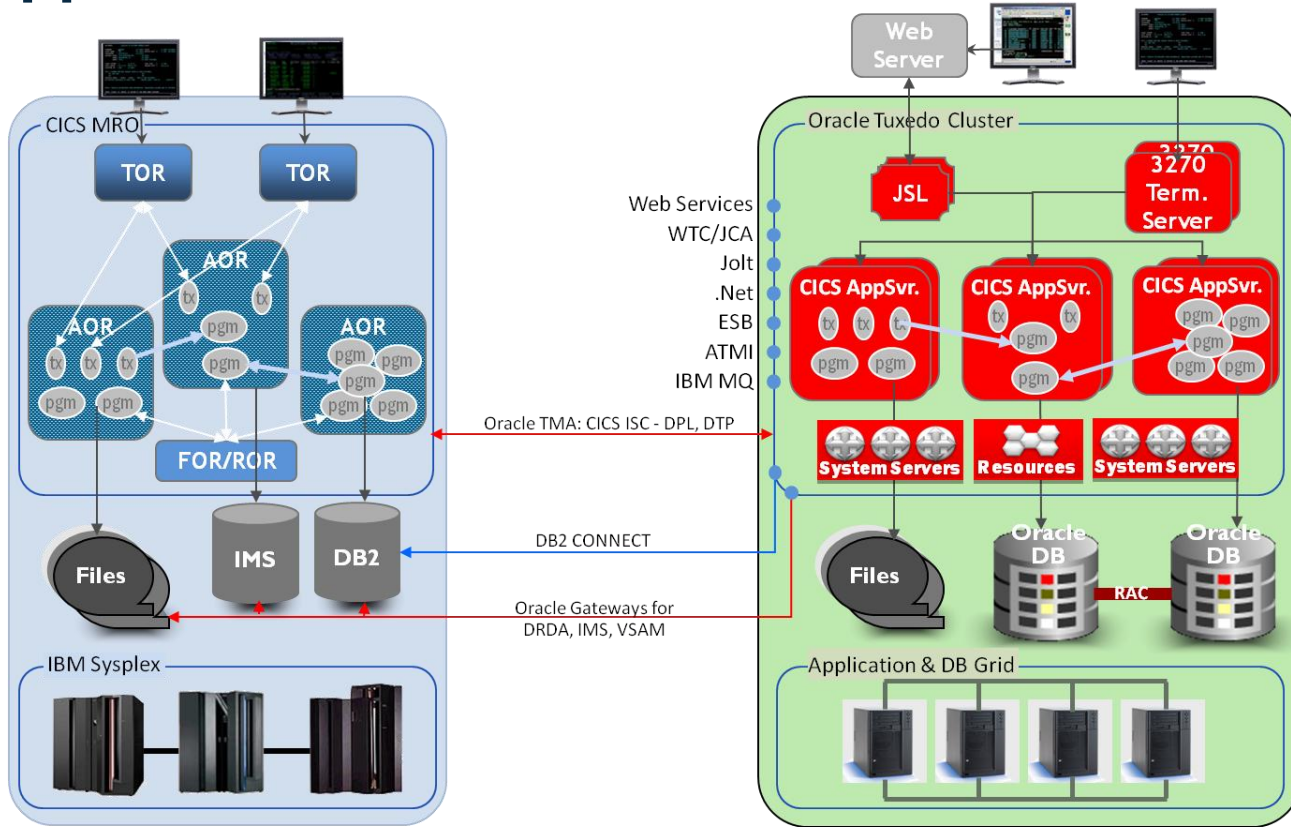 Web
Server
CICS MRO
TOR
TOR
AOR
tx
tx
pgm
pgm
AOR
tx
tx
tx
pgm
pgm
AOR
pgm
pgm
pgm
pgm
pgm
FOR/ROR
Files
IMS
DB2
IBM Sysplex
Web Services
WTC/JCA
Jolt
.Net
ESB
ATMI
IBM MQ
Oracle TMA: CICS ISC - DPL, DTP
DB2 CONNECT
Oracle Gateways for
DRDA, IMS, VSAM
Oracle Tuxedo Cluster
JSL
3270
3270
Term.
Server
CICS AppSvr.
tx
tx
tx
pgm
pgm
CICS AppSvr.
tx
tx
pgm
pgm
CICS AppSvr.
pgm
pgm
pgm
pgm
pgm
System Servers
Resources
System Servers
Files
Oracle
DB
RAC
Oracle
DB
Application & DB Grid